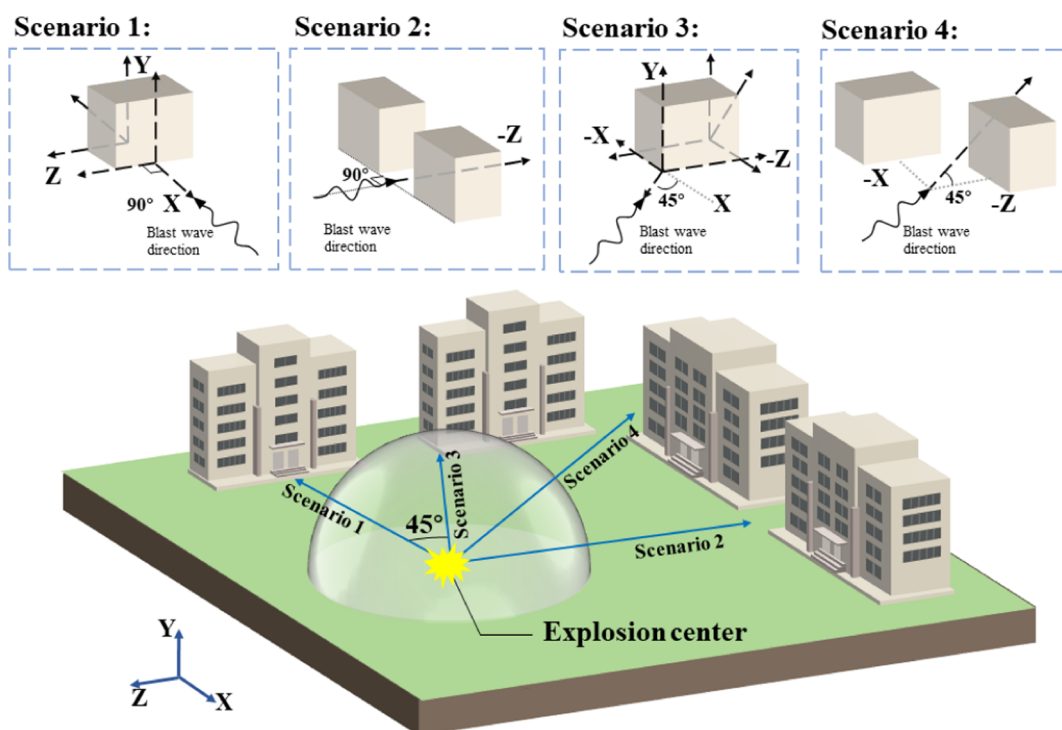 Scenario 1:
Y
Z
X
90°
Blast wave
direction
Scenario 2:
-Z
90°
Blast wave
direction
Scenario 3:
Y
-X
-Z
45°
X
Blast wave
direction
Scenario 4:
-X
45°
-Z
Blast wave
direction
Scenario 1
45°
Scenario 3
Scenario 4
Scenario 2
Explosion center
Y
Z
X